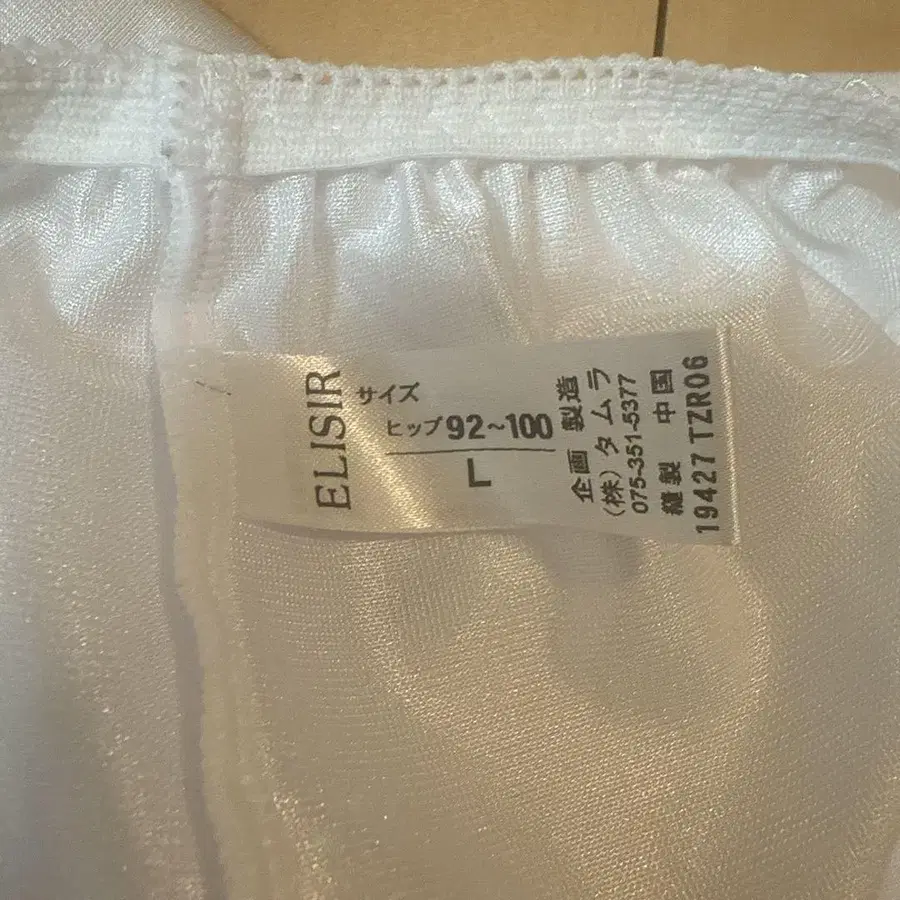 ELISIR
サイズ
ヒップ92~100
L
企画 製造
(株)タムラ
075-351-5377
縫製 中国
19427 TZR06